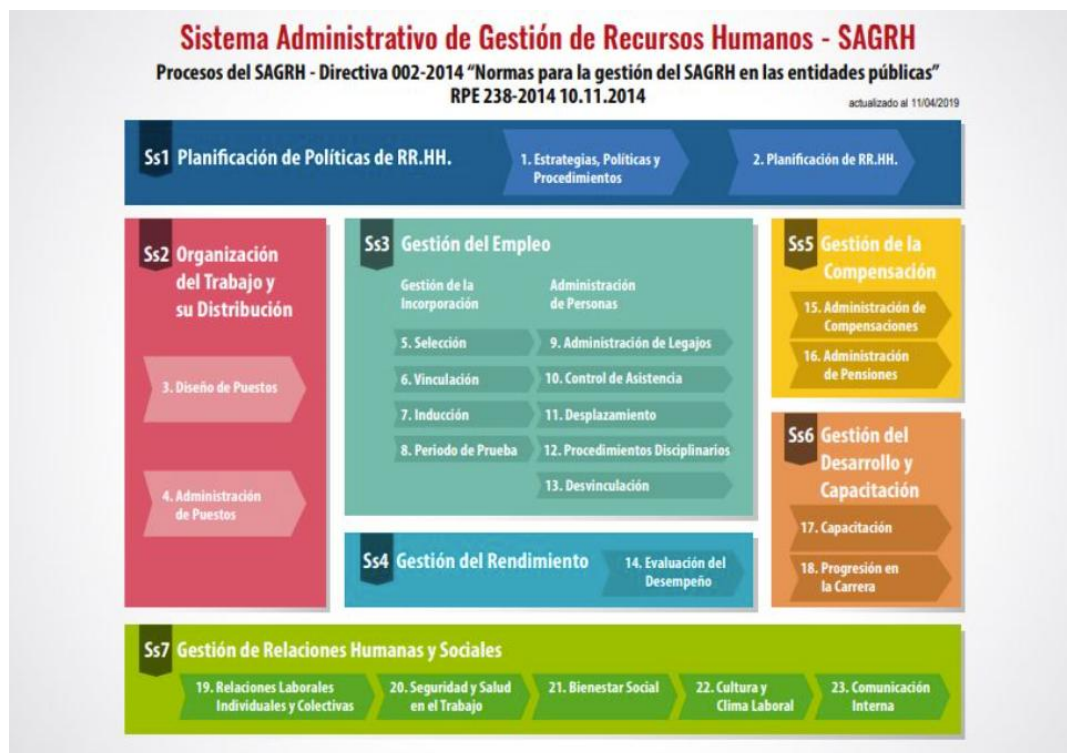 Sistema Administrativo de Gestión de Recursos Humanos - SAGRH
Procesos del SAGRH - Directiva 002-2014 “Normas para la gestión del SAGRH en las entidades públicas”
RPE 238-2014 10.11.2014
actualizado al 11/04/2019
Ss1 Planificación de Políticas de RR.HH.
1. Estrategias, Políticas y
Procedimientos
2. Planificación de RR.HH.
Ss2 Organización
del Trabajo y
su Distribución
3. Diseño de Puestos
4. Administración
de Puestos
Ss3 Gestión del Empleo
Gestión de la
Incorporación
5. Selección
6. Vinculación
7. Inducción
8. Periodo de Prueba
Administración
de Personas
9. Administración de Legajos
10. Control de Asistencia
11. Desplazamiento
12. Procedimientos Disciplinarios
13. Desvinculación
Ss4 Gestión del Rendimiento
14. Evaluación del
Desempeño
Ss5 Gestión de la
Compensación
15. Administración de
Compensaciones
16. Administración
de Pensiones
Ss6 Gestión del
Desarrollo y
Capacitación
17. Capacitación
18. Progresión en
la Carrera
Ss7 Gestión de Relaciones Humanas y Sociales
19. Relaciones Laborales
Individuales y Colectivas
20. Seguridad y Salud
en el Trabajo
21. Bienestar Social
22. Cultura y
Clima Laboral
23. Comunicación
Interna